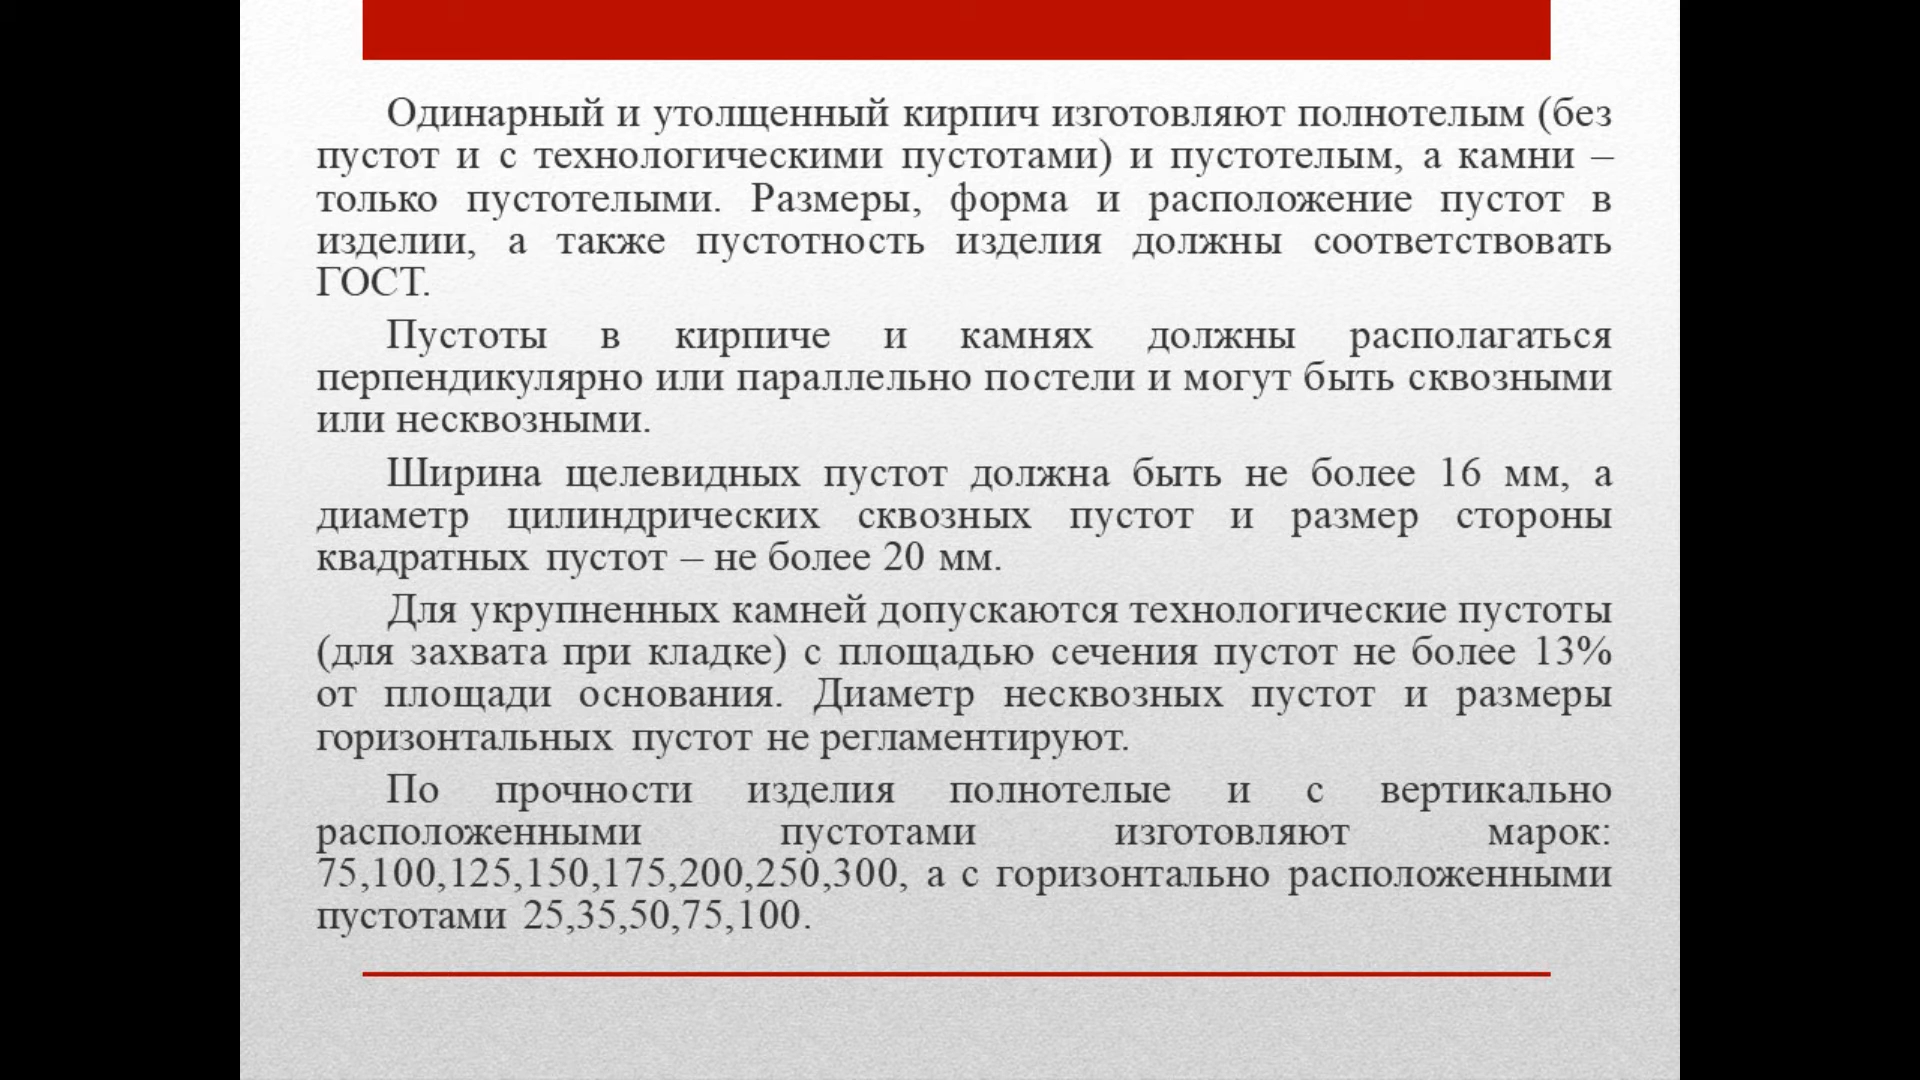 Одинарный и утолщенный кирпич изготовляют полнотелым (без
пустот и с технологическими пустотами) и пустотелым, а камни –
только пустотелыми. Размеры, форма и расположение пустот в
изделии, а также пустотность изделия должны соответствовать
ГОСТ.
Пустоты в кирпиче и камнях должны располагаться
перпендикулярно или параллельно постели и могут быть сквозными
или несквозными.
Ширина щелевидных пустот должна быть не более 16 мм, а
диаметр цилиндрических сквозных пустот и размер стороны
квадратных пустот – не более 20 мм.
Для укрупненных камней допускаются технологические пустоты
(для захвата при кладке) с площадью сечения пустот не более 13%
от площади основания. Диаметр несквозных пустот и размеры
горизонтальных пустот не регламентируют.
По прочности изделия полнотелые и с вертикально
расположенными пустотами изготовляют марок:
75,100,125,150,175,200,250,300, а с горизонтально расположенными
пустотами 25,35,50,75,100.